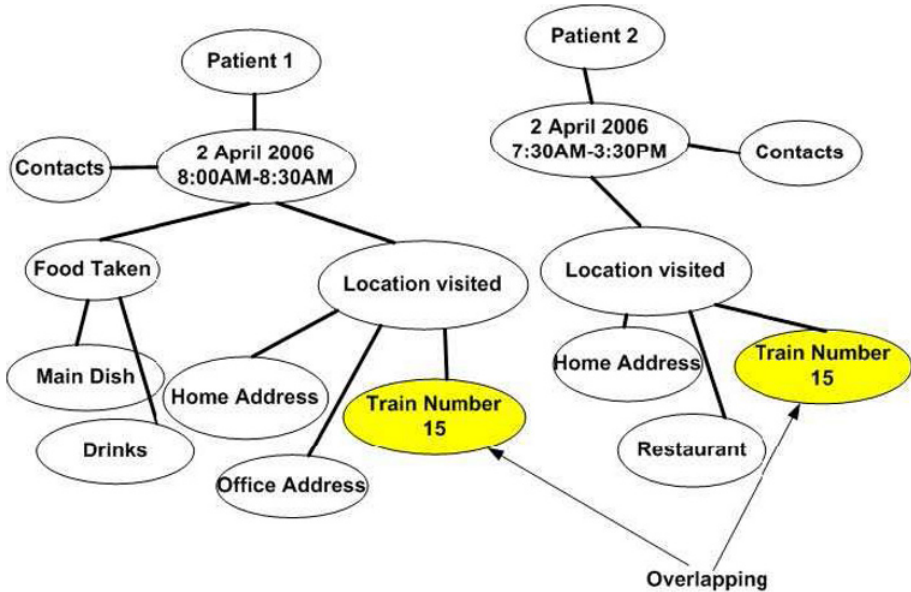 Patient 1
2 April 2006
8:00AM-8:30AM
Contacts
Food Taken
Location visited
Main Dish
Drinks
Home Address
Office Address
Train Number
15
Patient 2
2 April 2006
7:30AM-3:30PM
Contacts
Location visited
Home Address
Restaurant
Train Number
15
Overlapping